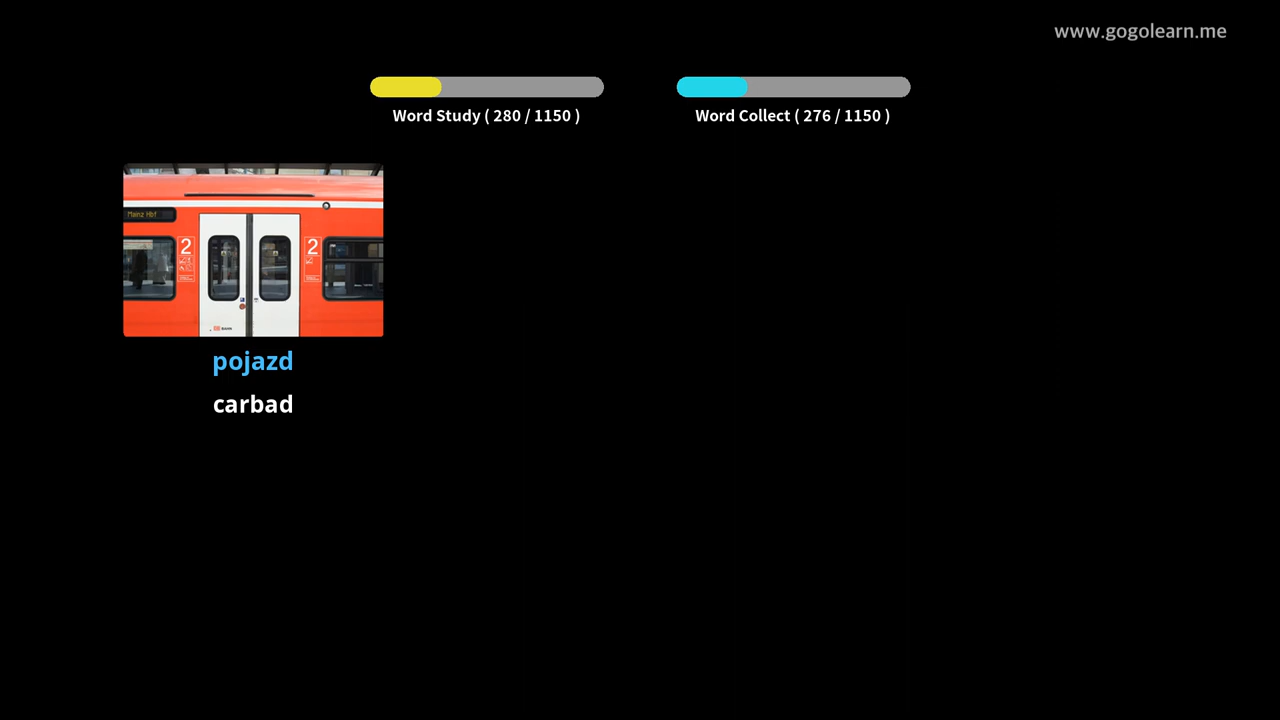 www.gogolearn.me
Word Study ( 280 / 1150 )
Word Collect ( 276 / 1150 )
Mainz Hbf
2
2
pojazd
carbad